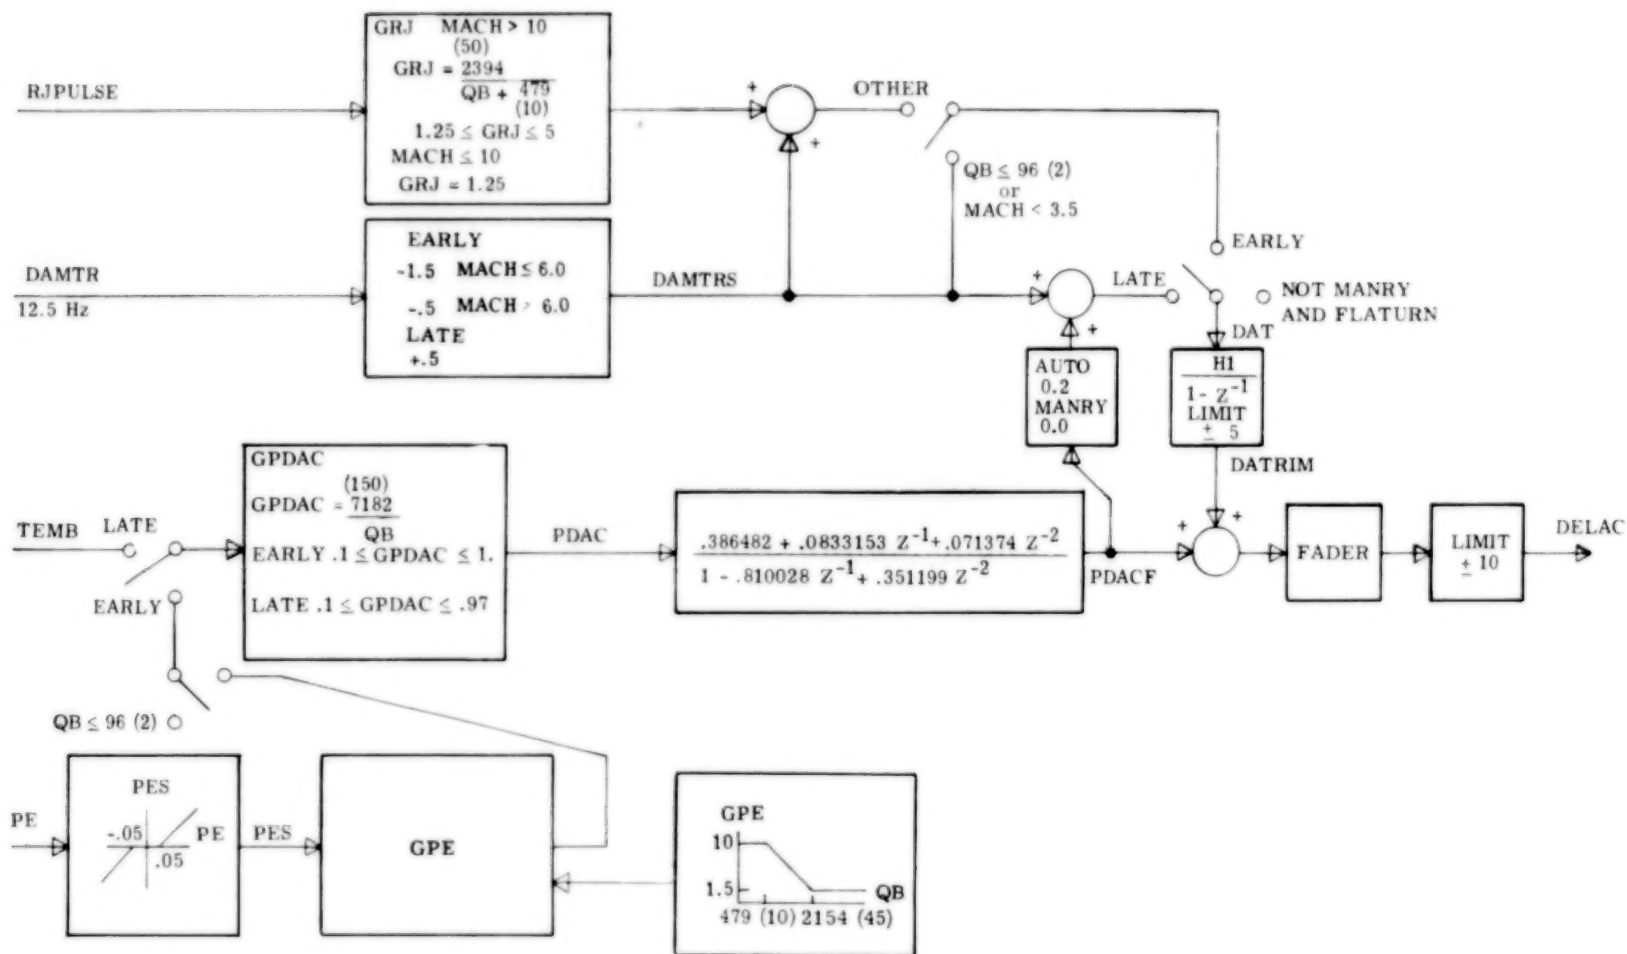 GRJ MACH > 10
(50)
GRJ = 2394
QB + 479
(10)
1.25 ≤ GRJ ≤ 5
MACH ≤ 10
GRJ = 1.25
RJPULSE
+
+
OTHER
QB ≤ 96 (2)
or
MACH < 3.5
EARLY
DAMTR
12.5 Hz
EARLY
-1.5 MACH ≤ 6.0
-.5 MACH > 6.0
LATE
+.5
DAMTRS
+
+
LATE
NOT MANRY
AND FLATURN
DAT
AUTO
0.2
MANRY
0.0
H1
1 - Z⁻¹
LIMIT
± 5
DATRIM
TEMB
LATE
EARLY
GPDAC
(150)
GPDAC = 7182
QB
EARLY .1 ≤ GPDAC ≤ 1.
LATE .1 ≤ GPDAC ≤ .97
PDAC
.386482 + .0833153 Z⁻¹ + .071374 Z⁻²
1 - .810028 Z⁻¹ + .351199 Z⁻²
PDACF
+
+
FADER
LIMIT
± 10
DELAC
QB ≤ 96 (2)
PE
PES
-.05
PE
.05
PES
GPE
GPE
10
1.5
QB
479 (10) 2154 (45)